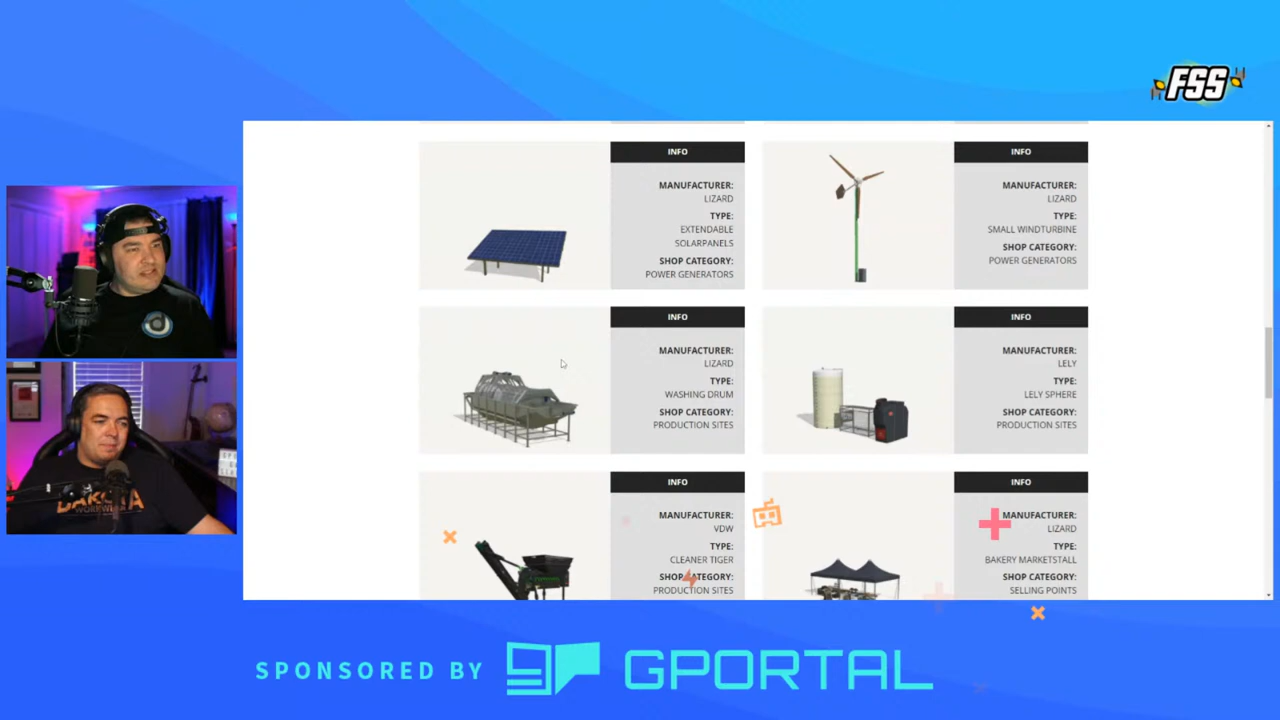 FSS
INFO
MANUFACTURER:
LIZARD
TYPE:
EXTENDABLE
SOLARPANELS
SHOP CATEGORY:
POWER GENERATORS
INFO
MANUFACTURER:
LIZARD
TYPE:
SMALL WINDTURBINE
SHOP CATEGORY:
POWER GENERATORS
INFO
MANUFACTURER:
LIZARD
TYPE:
WASHING DRUM
SHOP CATEGORY:
PRODUCTION SITES
INFO
MANUFACTURER:
LELY
TYPE:
LELY SPHERE
SHOP CATEGORY:
PRODUCTION SITES
INFO
MANUFACTURER:
VDW
TYPE:
CLEANER TIGER
SHOP CATEGORY:
PRODUCTION SITES
INFO
MANUFACTURER:
LIZARD
TYPE:
BAKERY MARKETSTALL
SHOP CATEGORY:
SELLING POINTS
DAKOTA
WORKWEAR
SPONSORED BY
GPORTAL